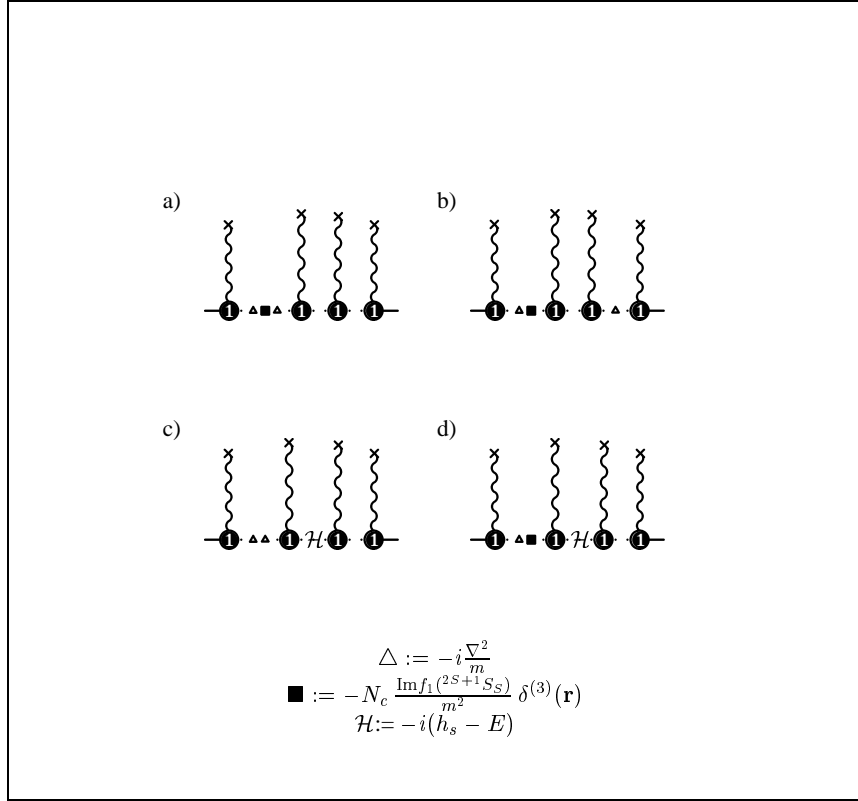 a) b)
1 1 1 1 1 1 1 1
c) d)
1 1 ℋ 1 1 1 1 ℋ 1 1
△ := −i ∇²/m
■ := −N_c Im f₁(^{2S+1}S_S)/m² δ^{(3)}(r)
ℋ:= −i(h_s − E)